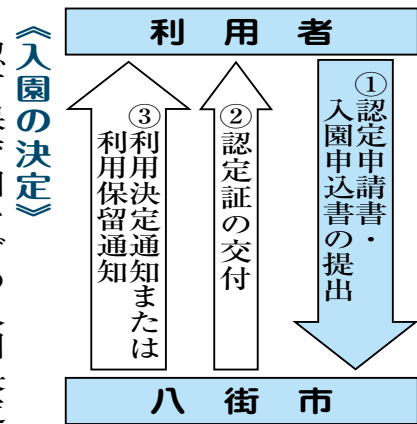 利用者
①認定申請書・
入園申込書の提出
②認定証の交付
③利用決定通知または
利用保留通知
八街市
《入園の決定》